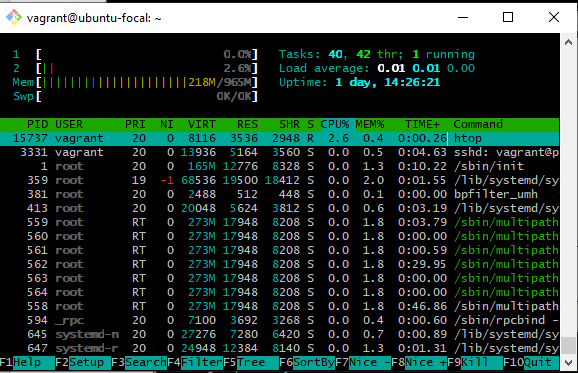 vagrant@ubuntu-focal: ~
1 [ 0.0%] Tasks: 40, 42 thr; 1 running
2 [|| 2.6%] Load average: 0.01 0.01 0.00
Mem[||||||||||||||||||||||||218M/965M] Uptime: 1 day, 14:26:21
Swp[ 0K/0K]
PID USER PRI NI VIRT RES SHR S CPU% MEM% TIME+ Command
15737 vagrant 20 0 8116 3536 2948 R 2.6 0.4 0:00.26 htop
3331 vagrant 20 0 13936 5164 3560 S 0.0 0.5 0:04.63 sshd: vagrant@p
1 root 20 0 165M 12776 8328 S 0.0 1.3 0:10.22 /sbin/init
359 root 19 -1 68536 19500 18412 S 0.0 2.0 0:01.55 /lib/systemd/sy
381 root 20 0 2488 512 448 S 0.0 0.1 0:00.00 bpfilter_umh
413 root 20 0 20048 5624 3812 S 0.0 0.6 0:03.19 /lib/systemd/sy
559 root RT 0 273M 17948 8208 S 0.0 1.8 0:03.79 /sbin/multipath
560 root RT 0 273M 17948 8208 S 0.0 1.8 0:00.00 /sbin/multipath
561 root RT 0 273M 17948 8208 S 0.0 1.8 0:00.59 /sbin/multipath
562 root RT 0 273M 17948 8208 S 0.0 1.8 0:29.95 /sbin/multipath
563 root RT 0 273M 17948 8208 S 0.0 1.8 0:00.00 /sbin/multipath
564 root RT 0 273M 17948 8208 S 0.0 1.8 0:00.00 /sbin/multipath
558 root RT 0 273M 17948 8208 S 0.0 1.8 0:46.86 /sbin/multipath
594 _rpc 20 0 7100 3692 3268 S 0.0 0.4 0:00.60 /sbin/rpcbind -
645 systemd-n 20 0 27276 7280 6420 S 0.0 0.7 0:00.89 /lib/systemd/sy
647 systemd-r 20 0 24948 12384 8140 S 0.0 1.3 0:01.31 /lib/systemd/sy
F1Help F2Setup F3SearchF4FilterF5Tree F6SortByF7Nice -F8Nice +F9Kill F10Quit